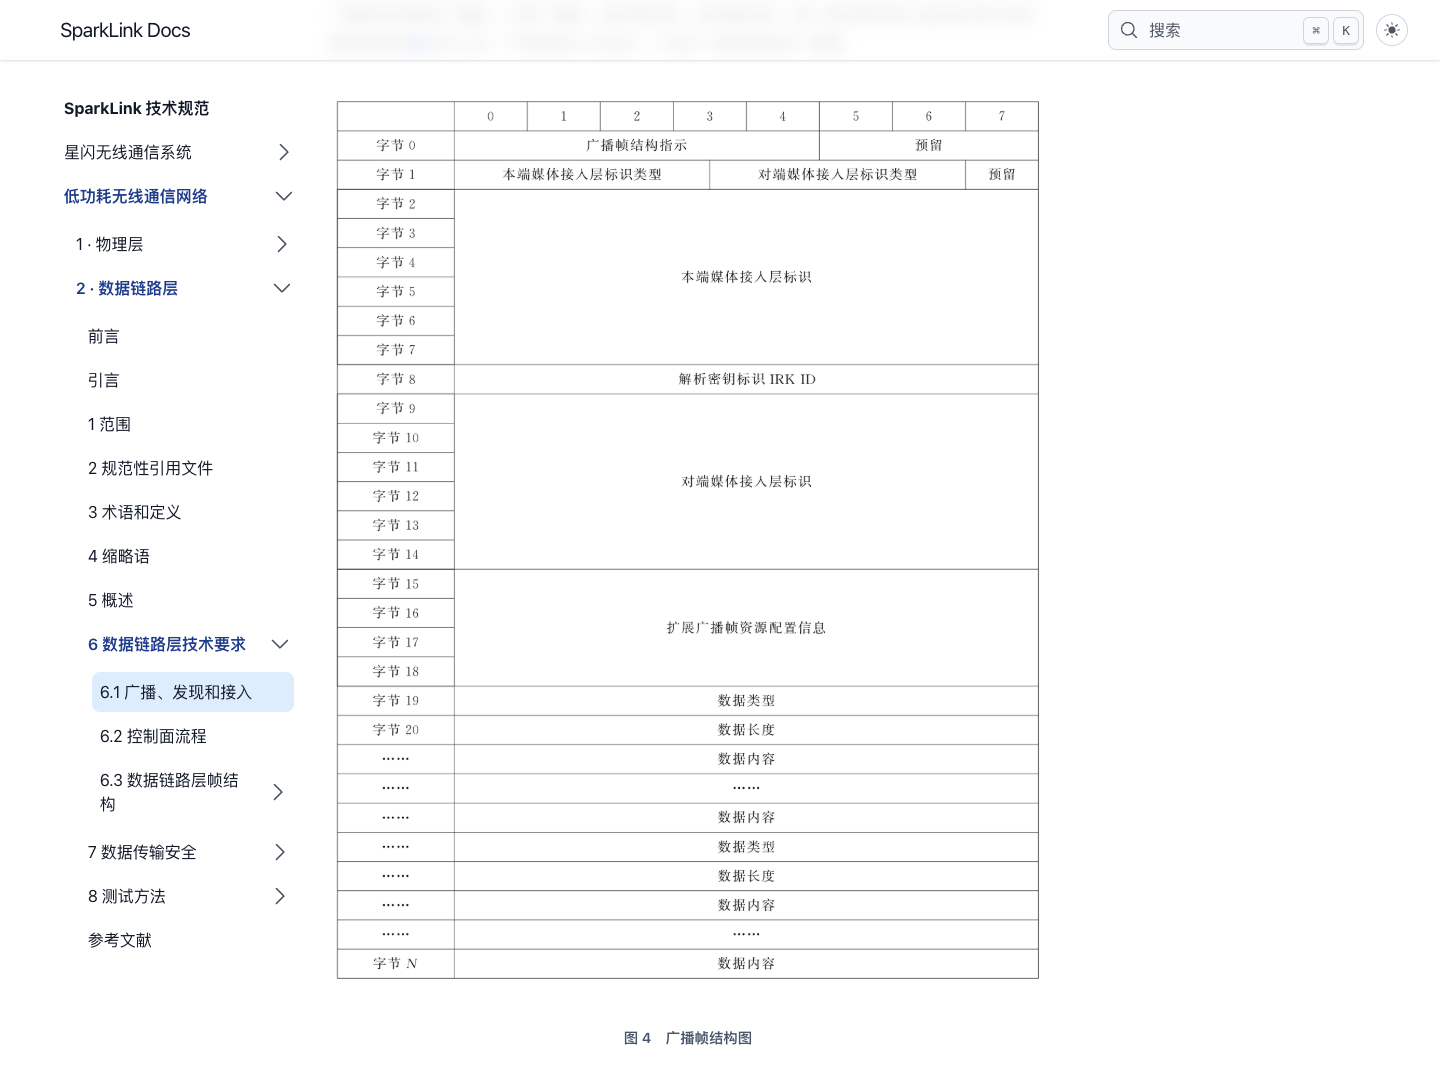 SparkLink Docs
搜索
⌘ K
SparkLink 技术规范
星闪无线通信系统
低功耗无线通信网络
1 · 物理层
2 · 数据链路层
前言
引言
1 范围
2 规范性引用文件
3 术语和定义
4 缩略语
5 概述
6 数据链路层技术要求
6.1 广播、发现和接入
6.2 控制面流程
6.3 数据链路层帧结
构
7 数据传输安全
8 测试方法
参考文献
0 1 2 3 4 5 6 7
字节 0 广播帧结构指示 预留
字节 1 本端媒体接入层标识类型 对端媒体接入层标识类型 预留
字节 2
字节 3
字节 4
本端媒体接入层标识
字节 5
字节 6
字节 7
字节 8 解析密钥标识 IRK ID
字节 9
字节 10
字节 11
对端媒体接入层标识
字节 12
字节 13
字节 14
字节 15
字节 16
扩展广播帧资源配置信息
字节 17
字节 18
字节 19 数据类型
字节 20 数据长度
…… 数据内容
…… ……
…… 数据内容
…… 数据类型
…… 数据长度
…… 数据内容
…… ……
字节 N 数据内容
图 4 广播帧结构图